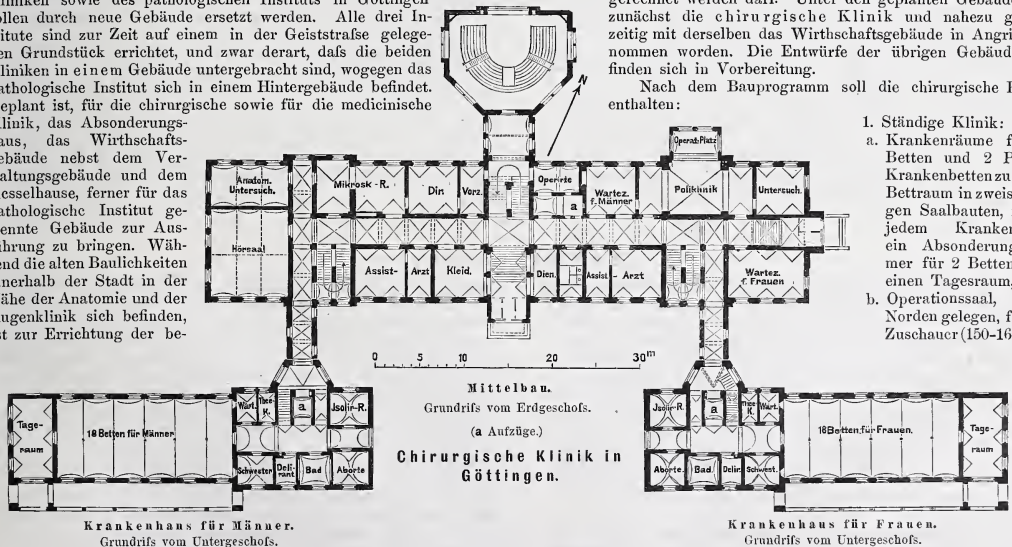 Kliniken sowie des pathologischen Instituts in Göttingen
sollen durch neue Gebäude ersetzt werden. Alle drei In-
stitute sind zur Zeit auf einem in der Geiststraſse gelege-
nen Grundstück errichtet, und zwar derart, daſs die beiden
Kliniken in einem Gebäude untergebracht sind, wogegen das
pathologische Institut sich in einem Hintergebäude befindet.
Geplant ist, für die chirurgische sowie für die medicinische
Klinik, das Absonderungs-
haus, das Wirthschafts-
gebäude nebst dem Ver-
waltungsgebäude und dem
Kesselhause, ferner für das
pathologische Institut ge-
trennte Gebäude zur Aus-
führung zu bringen. Wäh-
rend die alten Baulichkeiten
innerhalb der Stadt in der
Nähe der Anatomie und der
Augenklinik sich befinden,
ist zur Errichtung der be-
gerechnet werden darf. Unter den geplanten Gebäude
zunächst die chirurgische Klinik und nahezu g
zeitig mit derselben das Wirthschaftsgebäude in Angri
nommen worden. Die Entwürfe der übrigen Gebäud
finden sich in Vorbereitung.
Nach dem Bauprogramm soll die chirurgische
enthalten:
1. Ständige Klinik:
a. Krankenräume f
Betten und 2 P
Krankenbetten zu
Bettraum in zweis
gen Saalbauten,
jedem Kranken
ein Absonderung
mer für 2 Betten
einen Tagesraum,
b. Operationssaal,
Norden gelegen, f
Zuschauer (150-16
N
Operat. Platz
Anatom.
Untersuch.
Mikrosk.-R.
Dir.
Vorz.
Operirte
a
Wartez.
f. Männer
Poliklinik
Untersuch.
Hörsaal
Assist-
Arzt
Kleid.
Dien.
Assist-Arzt
Wartez.
f. Frauen
0 5 10 20 30m
Mittelbau.
Grundriſs vom Erdgeschoſs.
(a Aufzüge.)
Chirurgische Klinik in
Göttingen.
Tage-
raum
18 Betten für Männer
Wärt.
Thee-
K.
a
Isolir-R.
Schwester
Deli-
rant
Bad
Aborte
Krankenhaus für Männer.
Grundriſs vom Untergeschoſs.
Isolir-R.
a
Thee-
K.
Wärt.
18 Betten für Frauen.
Tage-
raum
Aborte.
Bad.
Delir.
Schwest.
Krankenhaus für Frauen.
Grundriſs vom Untergeschoſs.